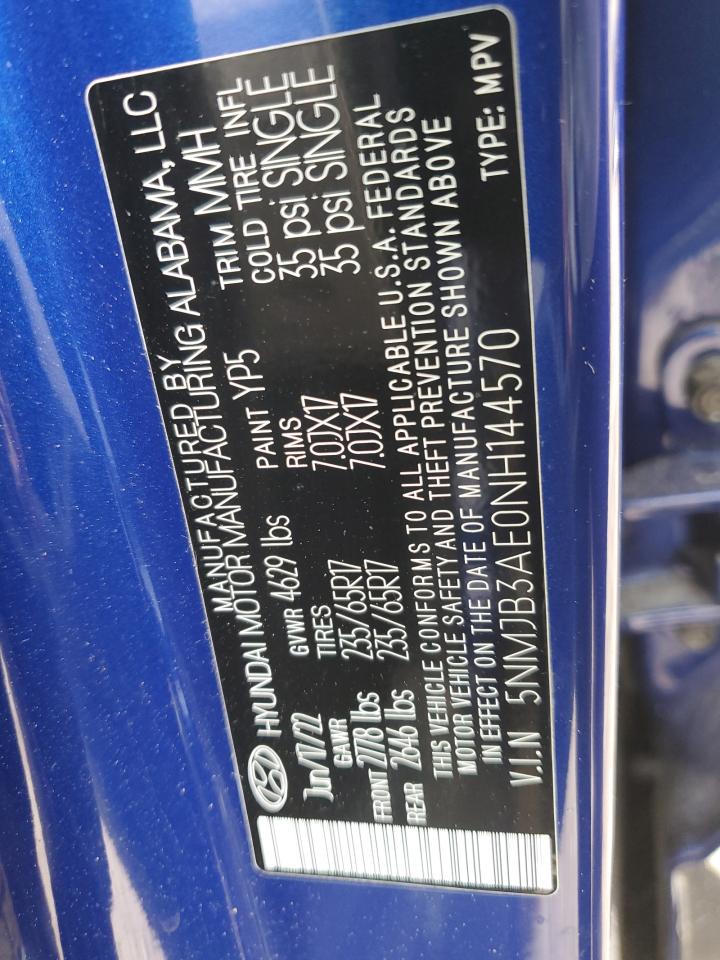 MANUFACTURED BY
HYUNDAI MOTOR MANUFACTURING ALABAMA, LLC
Jun/17/22 GVWR 4629 lbs PAINT YP5 TRIM MMH
GAWR TIRES RIMS COLD TIRE INFL
FRONT 2778 lbs 235/65R17 7.0JX17 35 psi SINGLE
REAR 2646 lbs 235/65R17 7.0JX17 35 psi SINGLE
THIS VEHICLE CONFORMS TO ALL APPLICABLE U.S.A. FEDERAL
MOTOR VEHICLE SAFETY AND THEFT PREVENTION STANDARDS
IN EFFECT ON THE DATE OF MANUFACTURE SHOWN ABOVE
V.I.N 5NMJB3AE0NH144570 TYPE: MPV